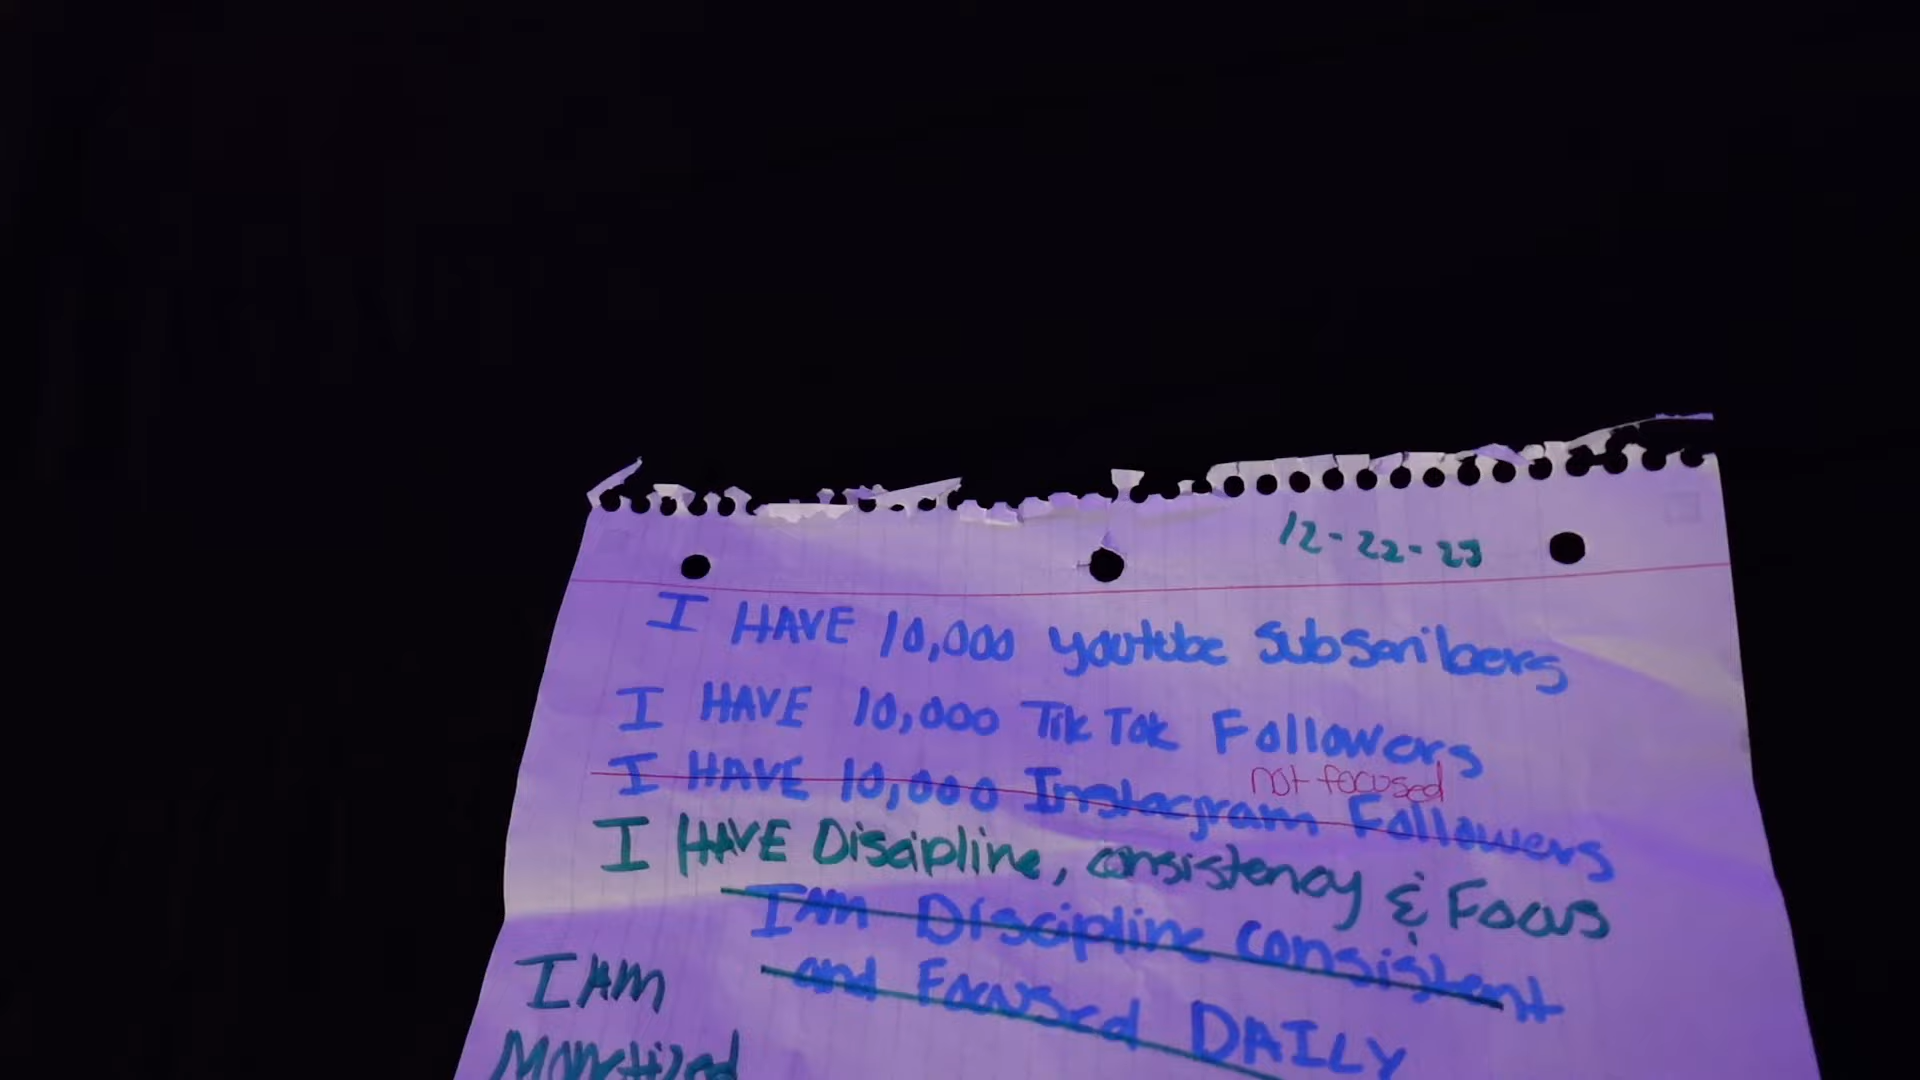 12-22-23
I HAVE 10,000 youtube Subscribers
I HAVE 10,000 Tik Tok Followers
not focused
I HAVE 10,000 Instagram Followers
I HAVE Discipline, consistency & Focus
I AM Discipline consistent
and Focused DAILY
I AM
Monetized